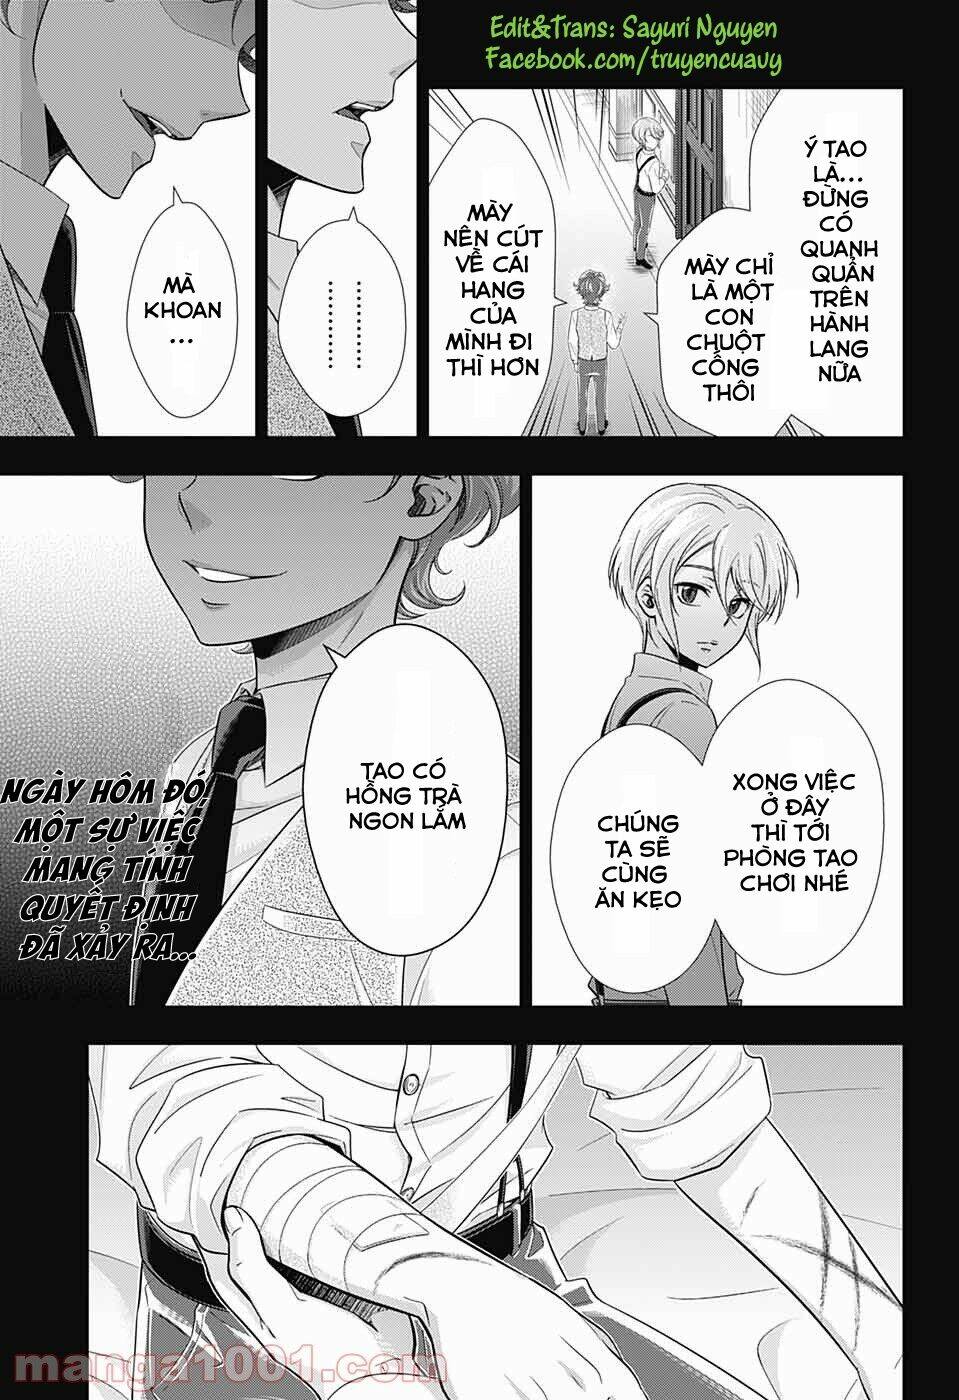 Edit&Trans: Sayuri Nguyen
Facebook.com/truyencuavy
Ý TAO
LÀ...
ĐỪNG
CÓ
QUANH
QUẨN
TRÊN
HÀNH
LANG
NỮA
MÀY CHỈ
LÀ MỘT
CON
CHUỘT
CỐNG
THÔI
MÀY
NÊN CÚT
VỀ CÁI
HANG
CỦA
MÌNH ĐI
THÌ HƠN
MÀ
KHOAN
...
XONG VIỆC
Ở ĐÂY
THÌ TỚI
PHÒNG TAO
CHƠI NHÉ
CHÚNG
TA SẼ
CÙNG
ĂN KẸO
TAO CÓ
HỒNG TRÀ
NGON LẮM
NGÀY HÔM ĐÓ,
MỘT SỰ VIỆC
MANG TÍNH
QUYẾT ĐỊNH
ĐÃ XẢY RA...
manga1001.com